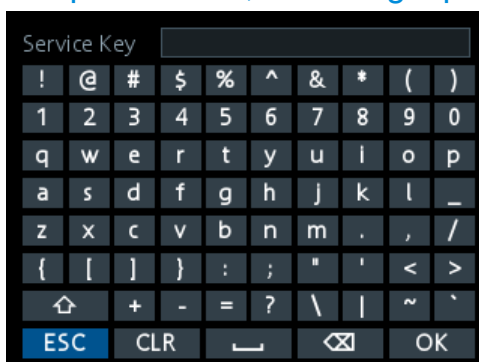 Service Key
! @ # $ % ^ & * ( )
1 2 3 4 5 6 7 8 9 0
q w e r t y u i o p
a s d f g h j k l _
z x c v b n m . , /
{ [ ] } : ; " ' < >
+ - = ? \ | ~ `
ESC CLR OK